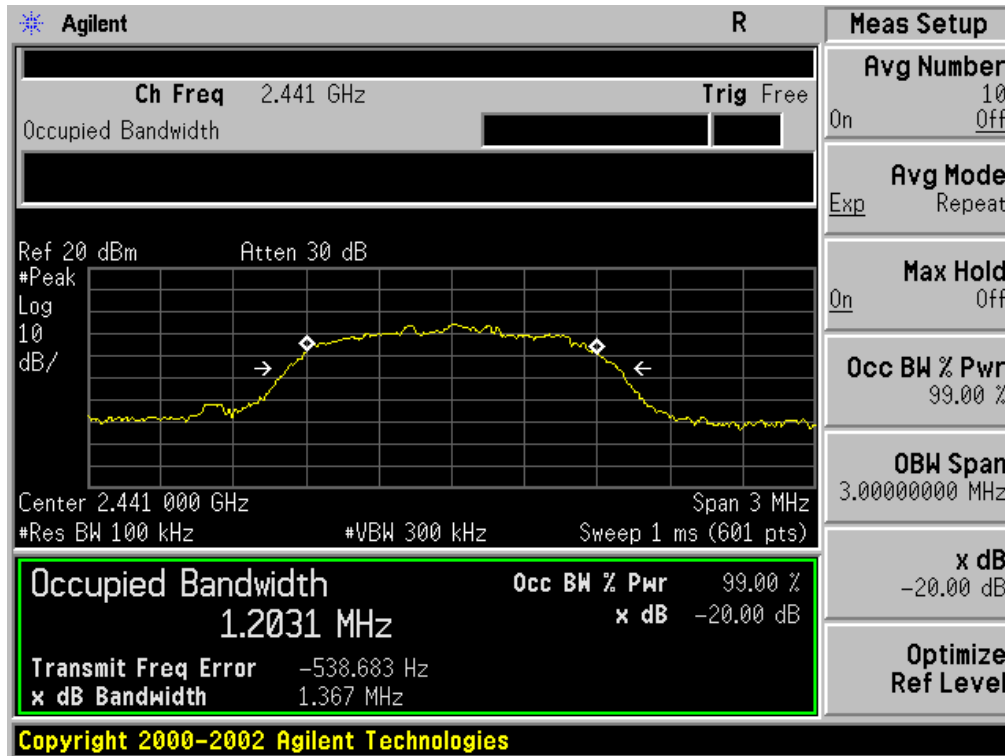 Agilent R
Ch Freq 2.441 GHz Trig Free
Occupied Bandwidth
Ref 20 dBm Atten 30 dB
#Peak
Log
10
dB/
Center 2.441 000 GHz Span 3 MHz
#Res BW 100 kHz #VBW 300 kHz Sweep 1 ms (601 pts)
Occupied Bandwidth Occ BW % Pwr 99.00 %
1.2031 MHz x dB -20.00 dB
Transmit Freq Error -538.683 Hz
x dB Bandwidth 1.367 MHz
Copyright 2000-2002 Agilent Technologies
Meas Setup
Avg Number
10
On Off
Avg Mode
Exp Repeat
Max Hold
On Off
Occ BW % Pwr
99.00 %
OBW Span
3.00000000 MHz
x dB
-20.00 dB
Optimize
Ref Level